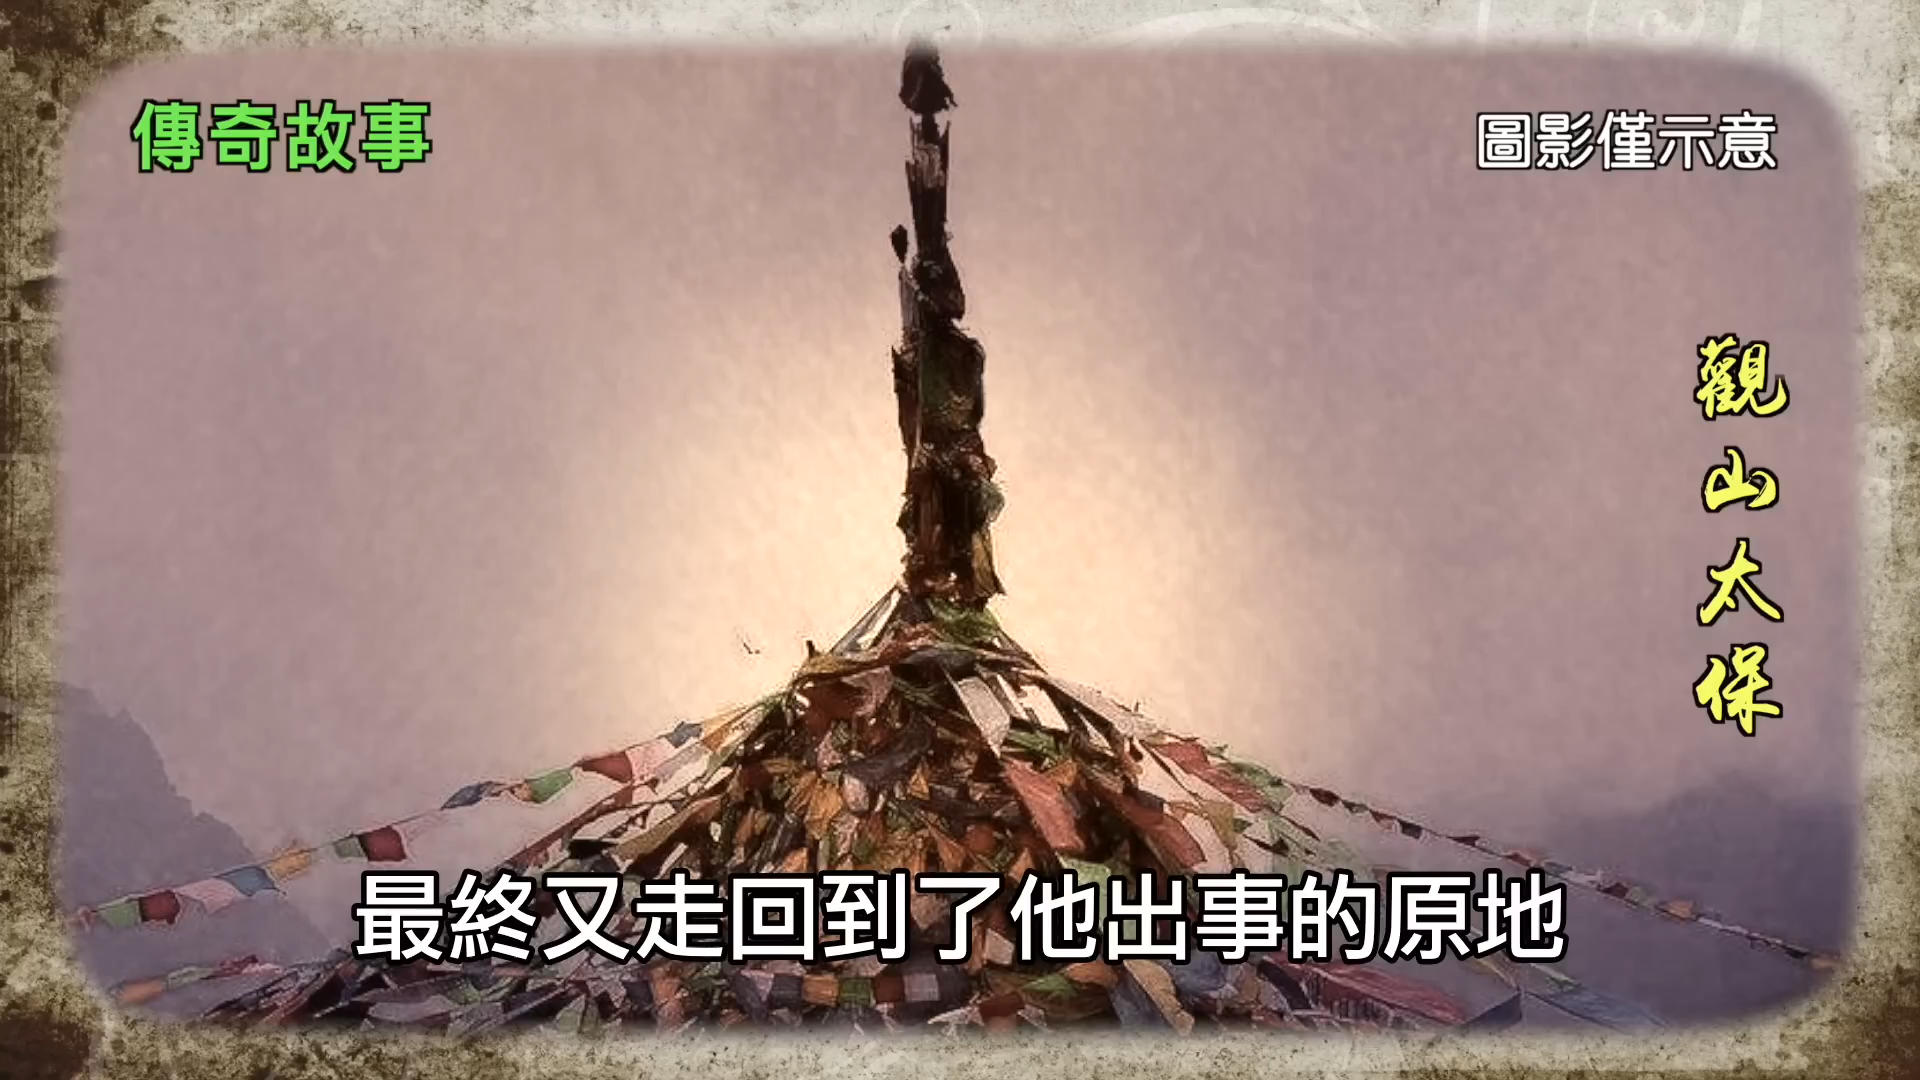 傳奇故事
圖影僅示意
觀山太保
最終又走回到了他出事的原地